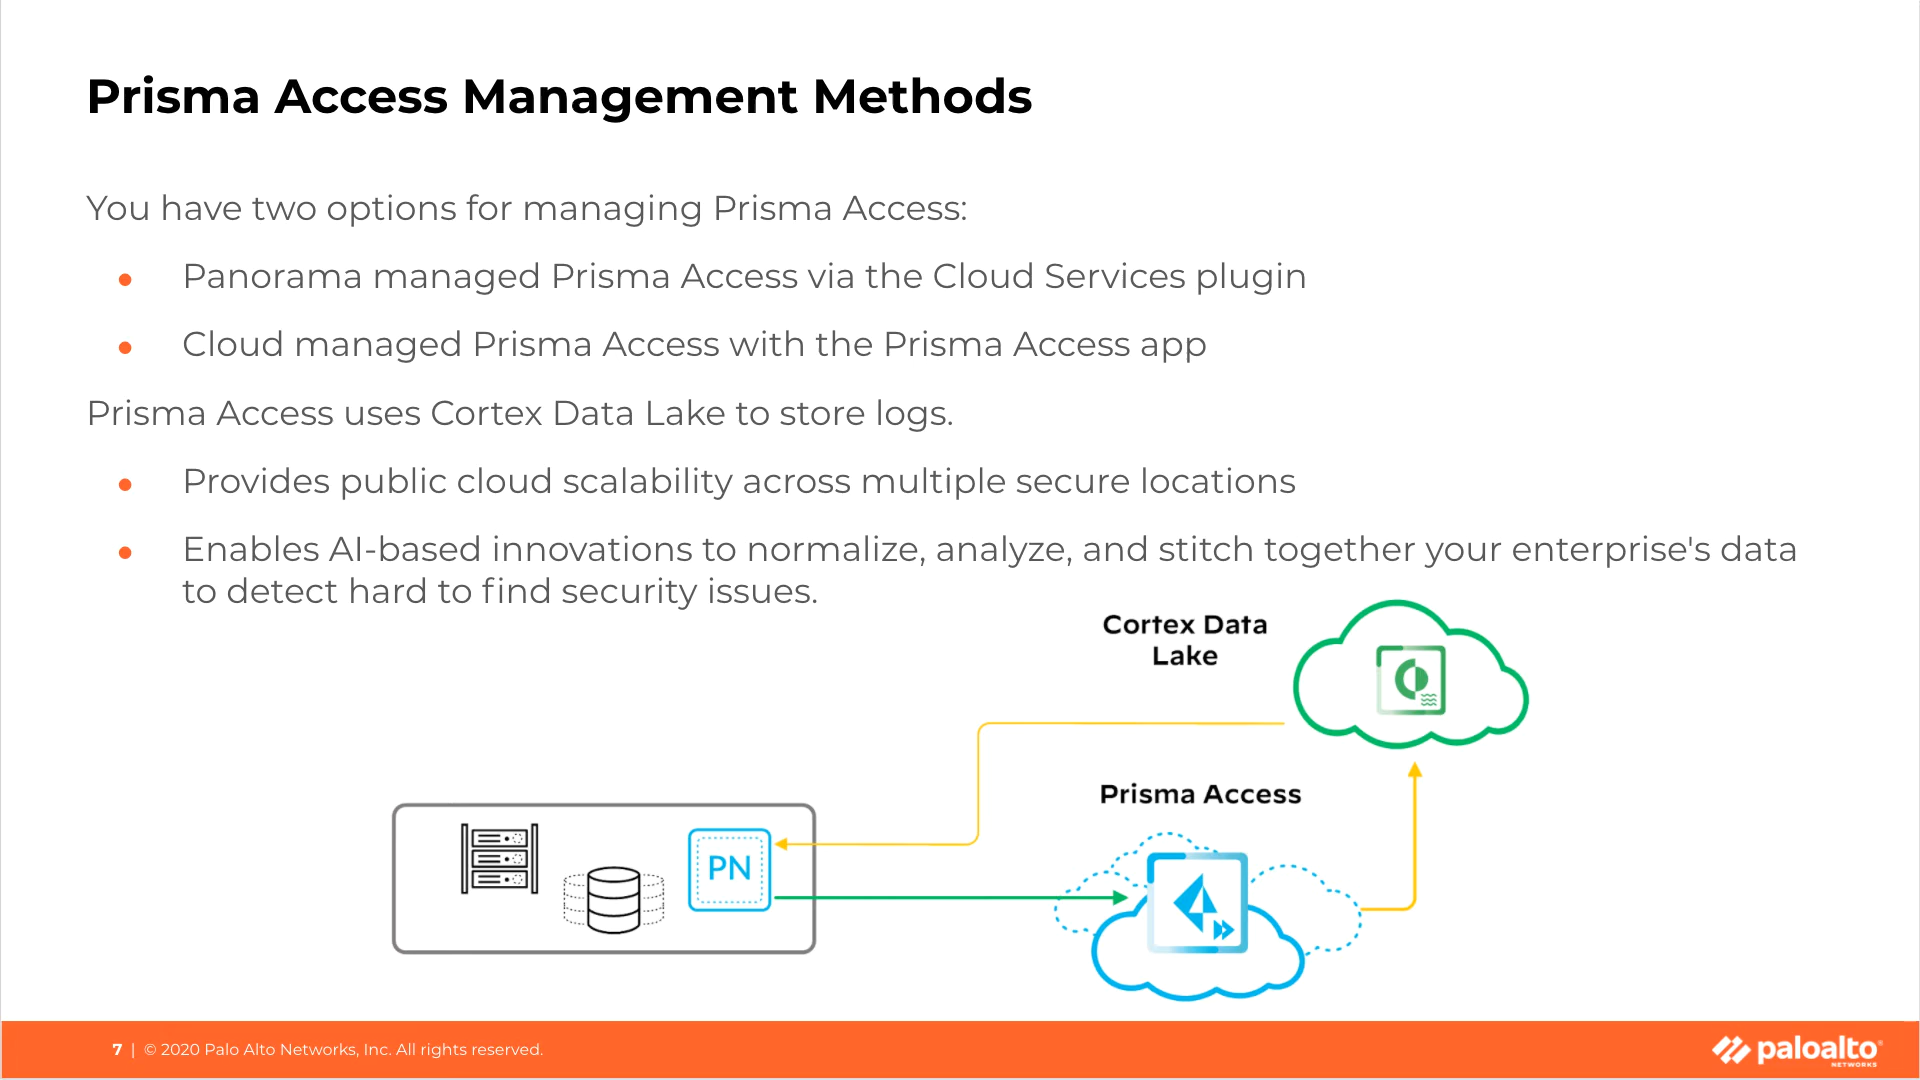 Prisma Access Management Methods
You have two options for managing Prisma Access:
● Panorama managed Prisma Access via the Cloud Services plugin
● Cloud managed Prisma Access with the Prisma Access app
Prisma Access uses Cortex Data Lake to store logs.
● Provides public cloud scalability across multiple secure locations
● Enables AI-based innovations to normalize, analyze, and stitch together your enterprise's data
to detect hard to find security issues.
Cortex Data
Lake
Prisma Access
PN
7 | © 2020 Palo Alto Networks, Inc. All rights reserved.
paloalto®
NETWORKS